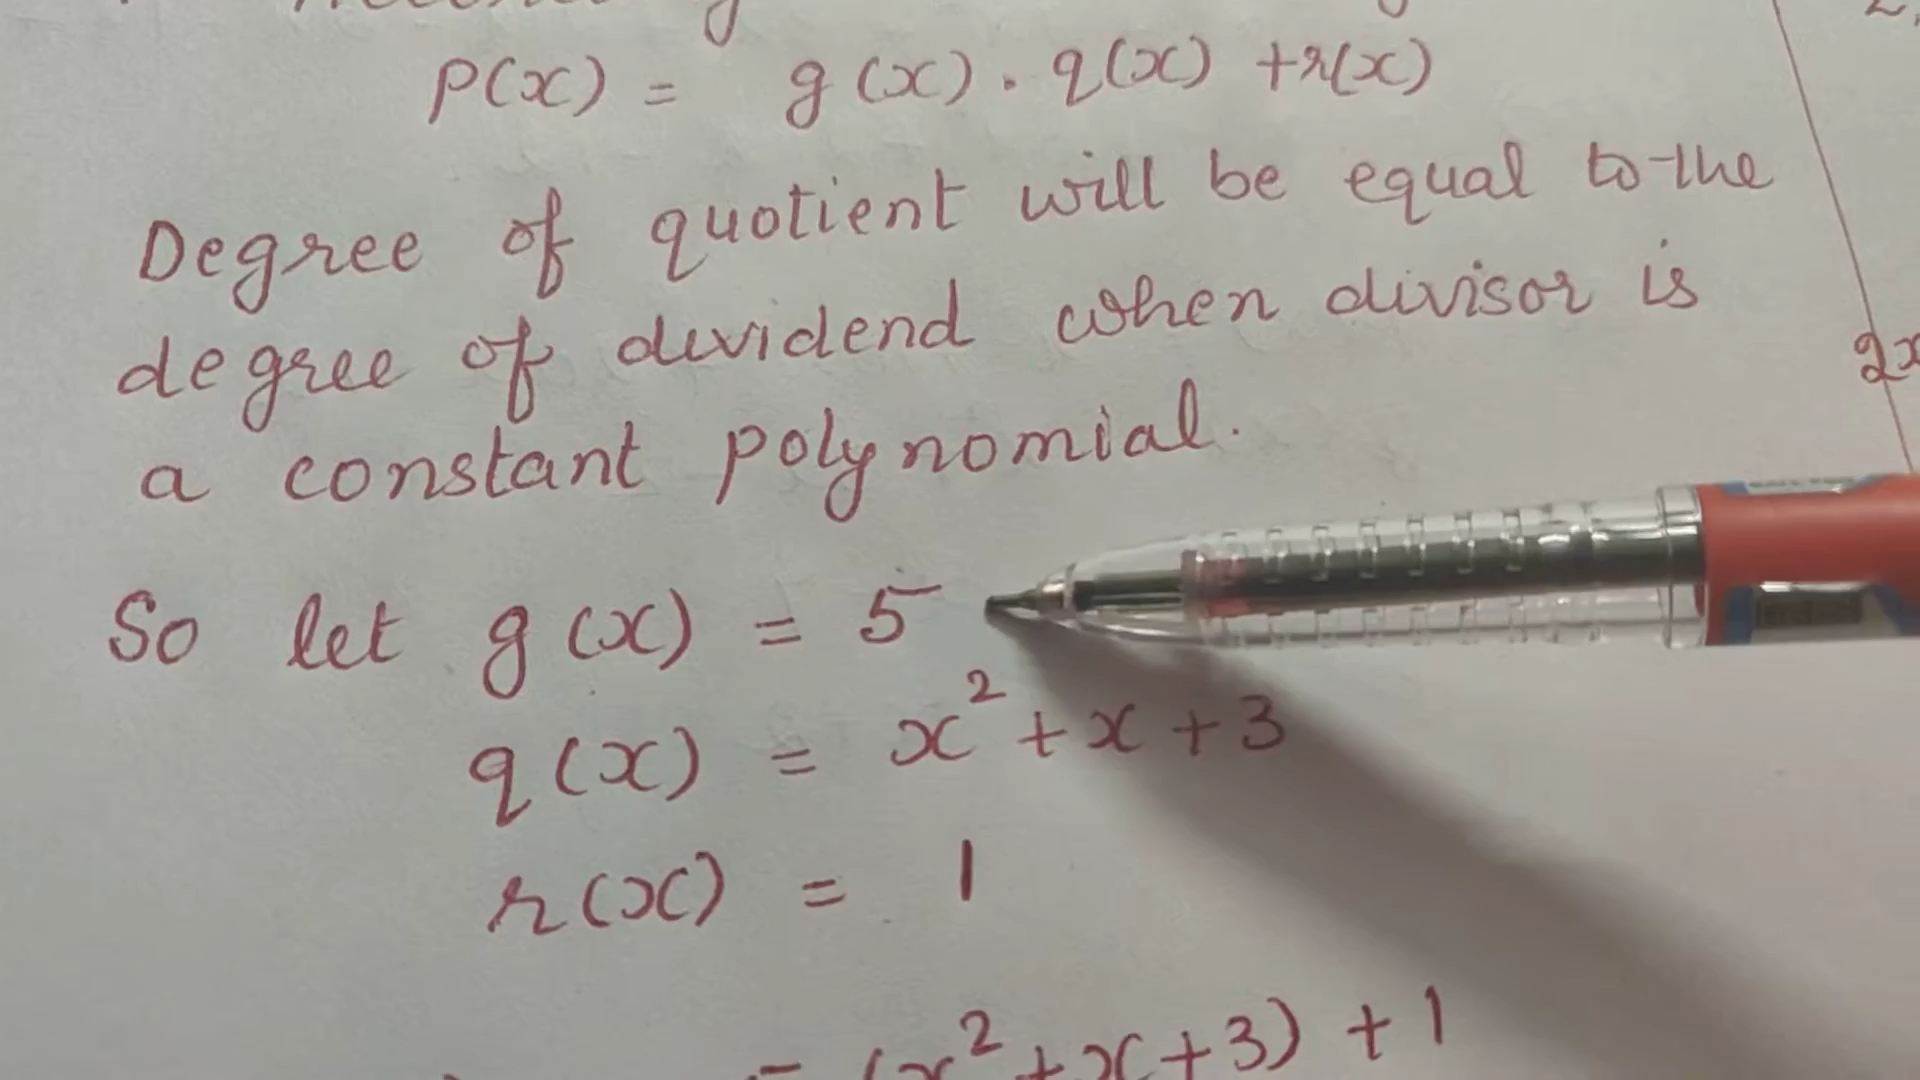 P(x) = g(x) . q(x) + r(x)
Degree of quotient will be equal to the
degree of dividend when divisor is
a constant polynomial.
So let g(x) = 5
q(x) = x² + x + 3
r(x) = 1
(x² + x + 3) + 1
2x